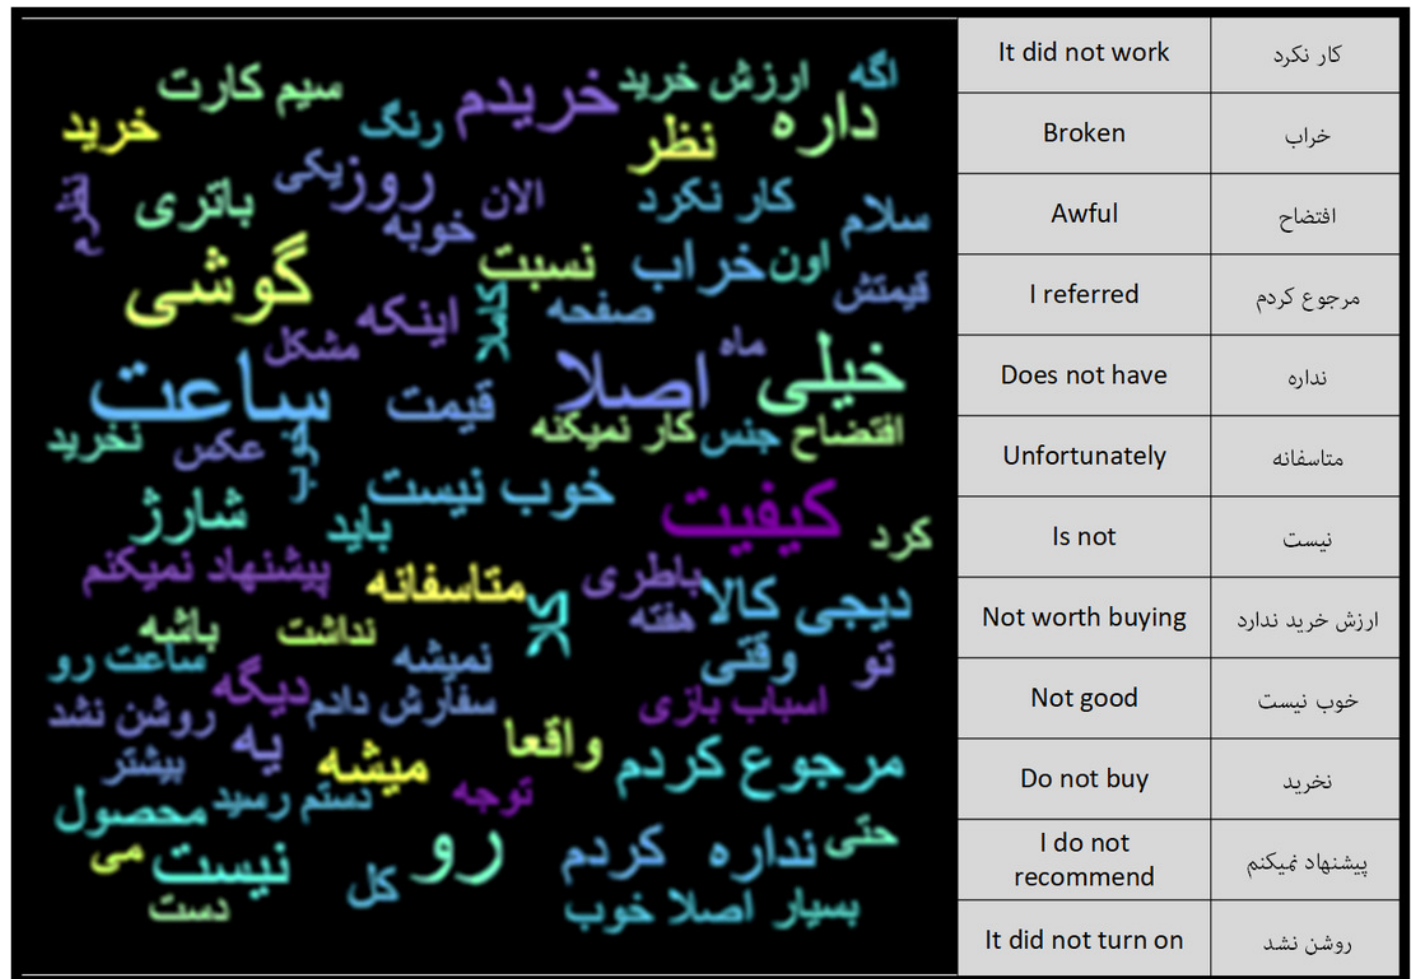 سیم کارت
خریدم
ارزش خرید
اگه
خرید
رنگ
نظر
داره
روز
یکی
باتری
الان
کار نکرد
سلام
خوبه
گوشی
نسبت
خراب
اون
قیمتش
اینکه
کاملا
صفحه
مشکل
ماه
اصلا
خیلی
ساعت
قیمت
نخرید
عکس
کار نمیکنه
جنس
افتضاح
شارژ
باید
خوب نیست
کیفیت
کرد
پیشنهاد نمیکنم
متاسفانه
کلا
باطری
دیجی کالا
هفته
باشه
نداشت
نمیشه
وقتی
تو
ساعت رو
دیگه
سفارش دادم
اسباب بازی
روشن نشد
یه
واقعا
بیشتر
میشه
مرجوع کردم
توجه
دستم رسید
محصول
می
نیست
رو
کل
کردم
نداره
حتی
دست
بسیار
اصلا خوب
It did not work کار نکرد
Broken خراب
Awful افتضاح
I referred مرجوع کردم
Does not have نداره
Unfortunately متاسفانه
Is not نیست
Not worth buying ارزش خرید ندارد
Not good خوب نیست
Do not buy نخرید
I do not
recommend پیشنهاد نمیکنم
It did not turn on روشن نشد